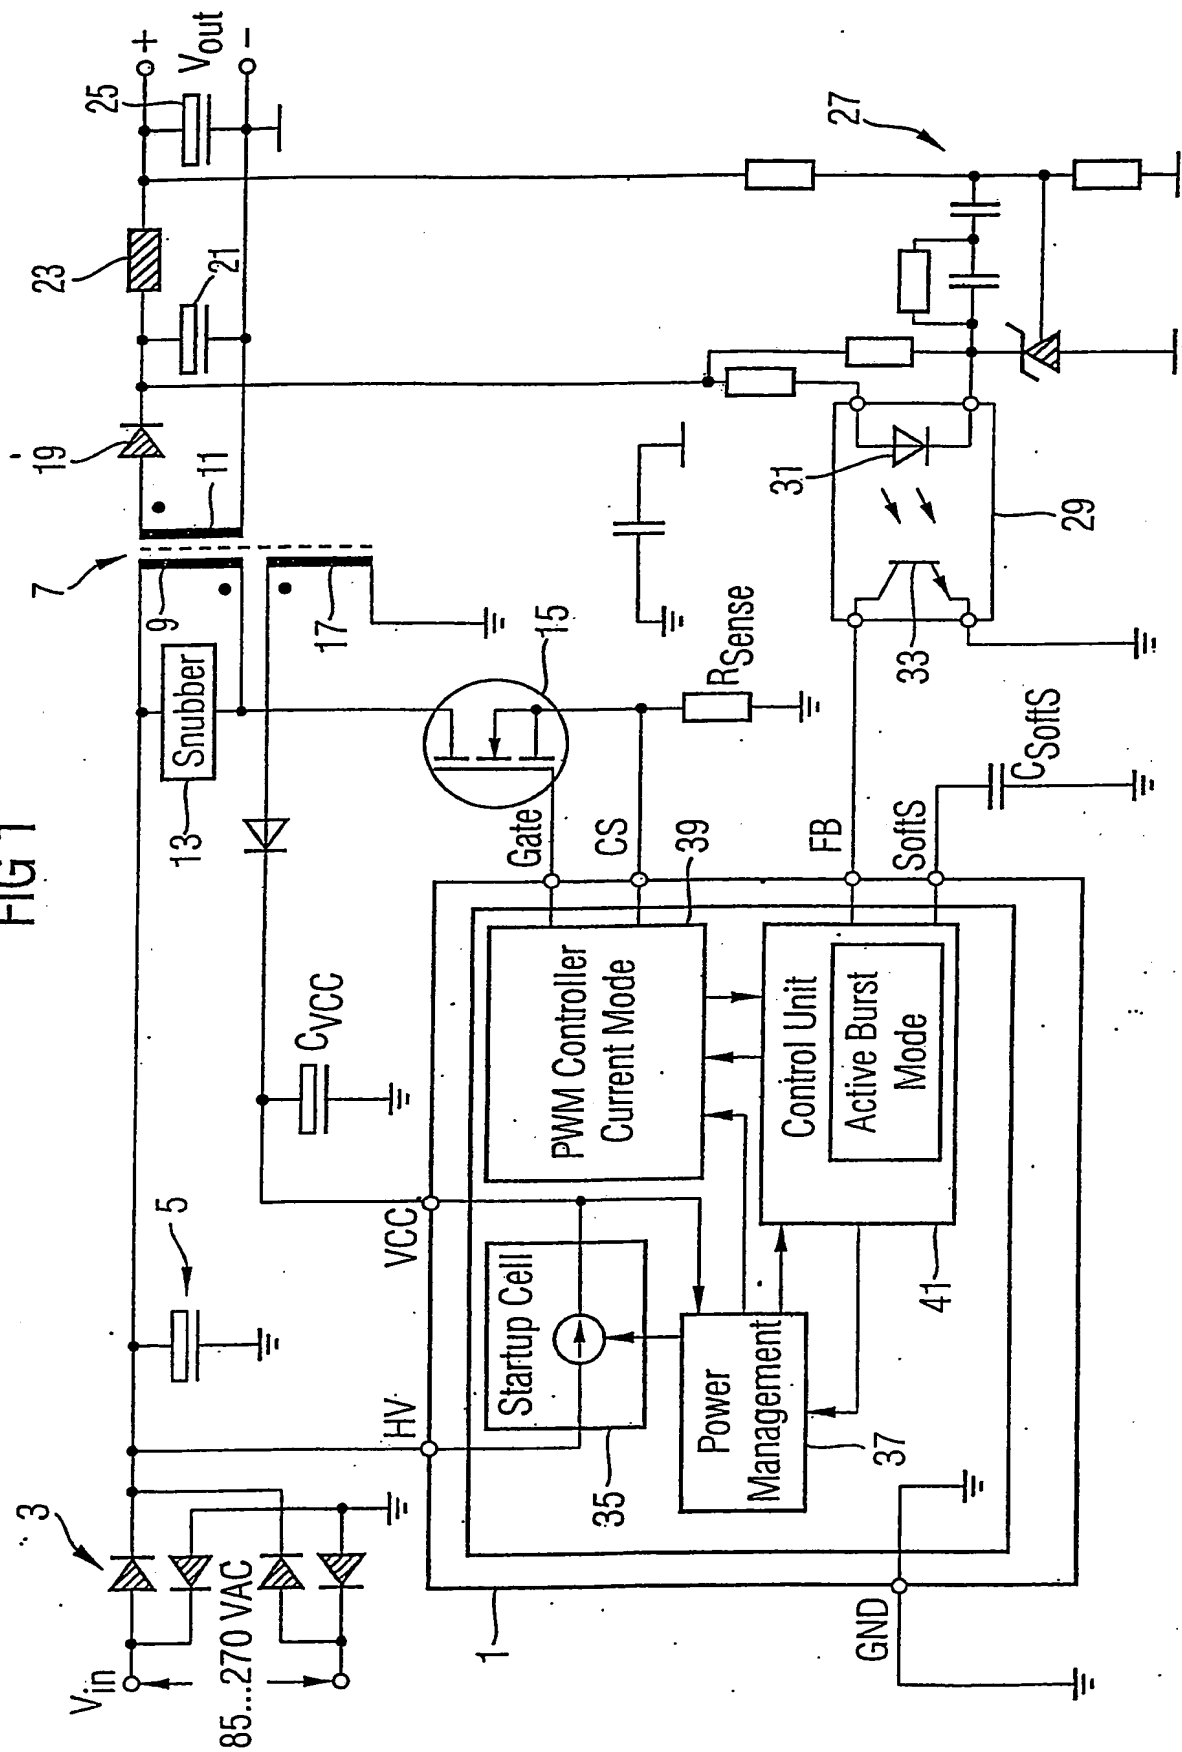 FIG 1
3
Vin
85...270 VAC
5
7
9
11
13
Snubber
17
19
21
23
25
+
Vout
-
CVCC
15
RSense
HV
VCC
Gate
CS
39
FB
SoftS
CSoftS
GND
1
Startup Cell
35
Power
Management
37
PWM Controller
Current Mode
Control Unit
Active Burst
Mode
41
27
29
31
33